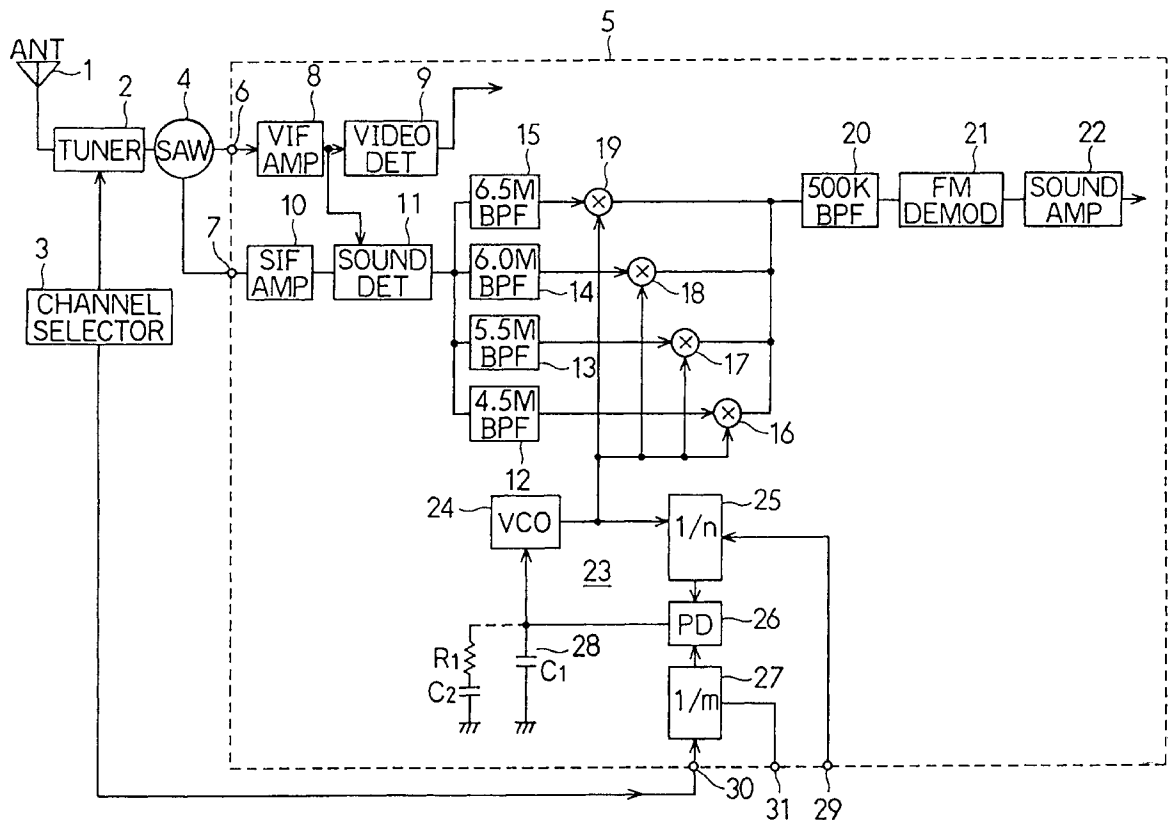 5
ANT
1
2
4
6
8
9
TUNER
SAW
VIF
AMP
VIDEO
DET
15
19
20
21
22
6.5M
BPF
500K
BPF
FM
DEMOD
SOUND
AMP
3
7
10
11
CHANNEL
SELECTOR
SIF
AMP
SOUND
DET
6.0M
BPF
14
18
5.5M
BPF
13
17
4.5M
BPF
12
16
24
VCO
25
1/n
23
PD
26
R1
C2
C1
28
27
1/m
30
31
29